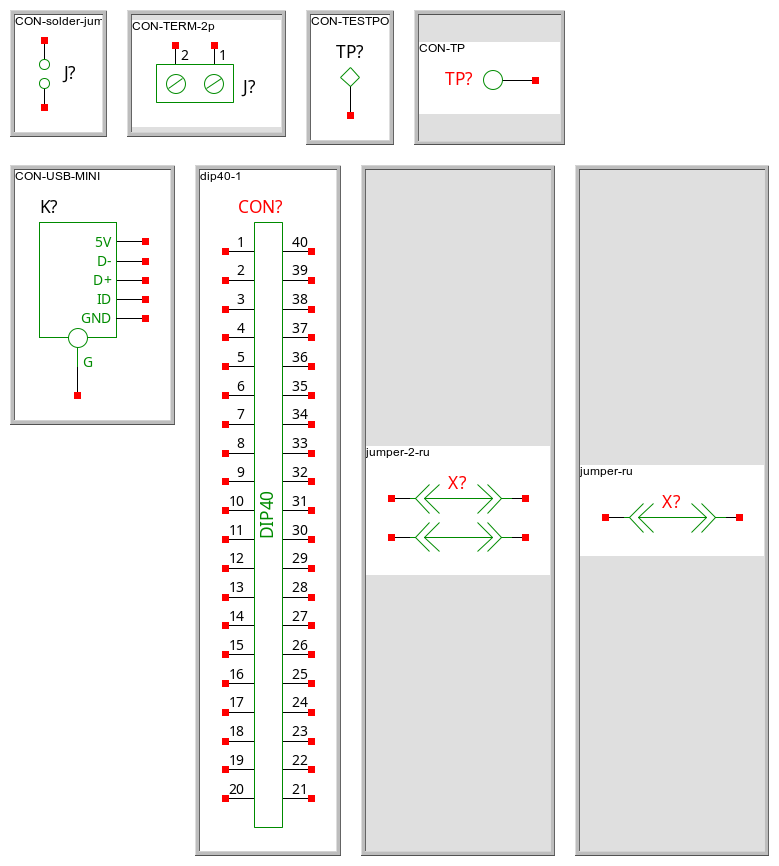 CON-solder-jum
J?
CON-TERM-2p
2
1
J?
CON-TESTPO
TP?
CON-TP
TP?
CON-USB-MINI
K?
5V
D-
D+
ID
GND
G
dip40-1
CON?
1 40
2 39
3 38
4 37
5 36
6 35
7 34
8 33
9 32
10 31
11 30
12 29
13 28
14 27
15 26
16 25
17 24
18 23
19 22
20 21
DIP40
jumper-2-ru
X?
jumper-ru
X?